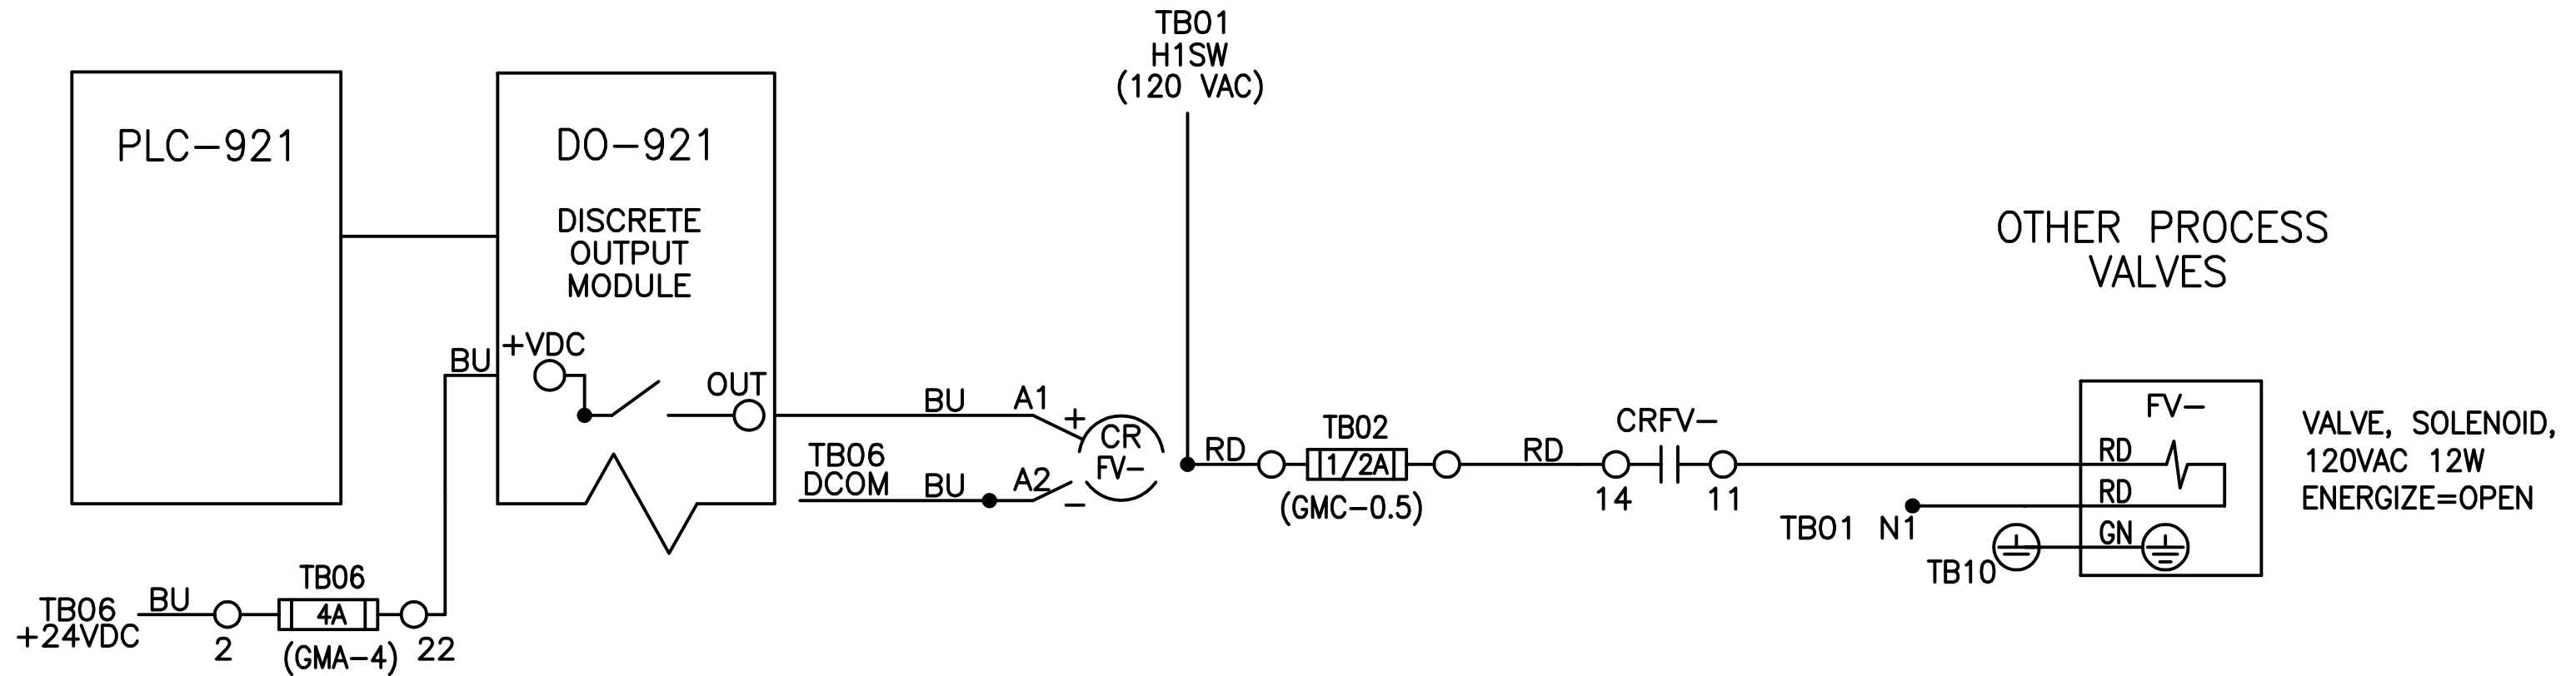 TB01
H1SW
(120 VAC)
PLC-921
DO-921
DISCRETE
OUTPUT
MODULE
OTHER PROCESS
VALVES
BU
+VDC
OUT
BU
A1
+
CR
FV-
TB06
DCOM
BU
A2
-
RD
TB02
1/2A
(GMC-0.5)
RD
CRFV-
14
11
FV-
RD
RD
GN
TB01 N1
TB10
VALVE, SOLENOID,
120VAC 12W
ENERGIZE=OPEN
TB06
+24VDC
BU
2
TB06
4A
(GMA-4)
22